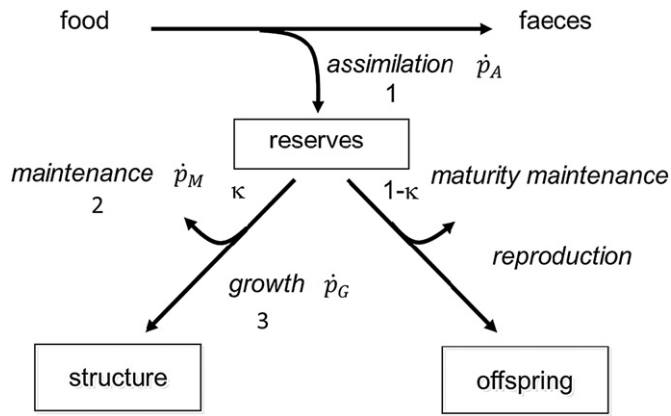 food faeces
assimilation ṗ_A
1
reserves
maintenance ṗ_M κ 1-κ maturity maintenance
2
reproduction
growth ṗ_G
3
structure offspring